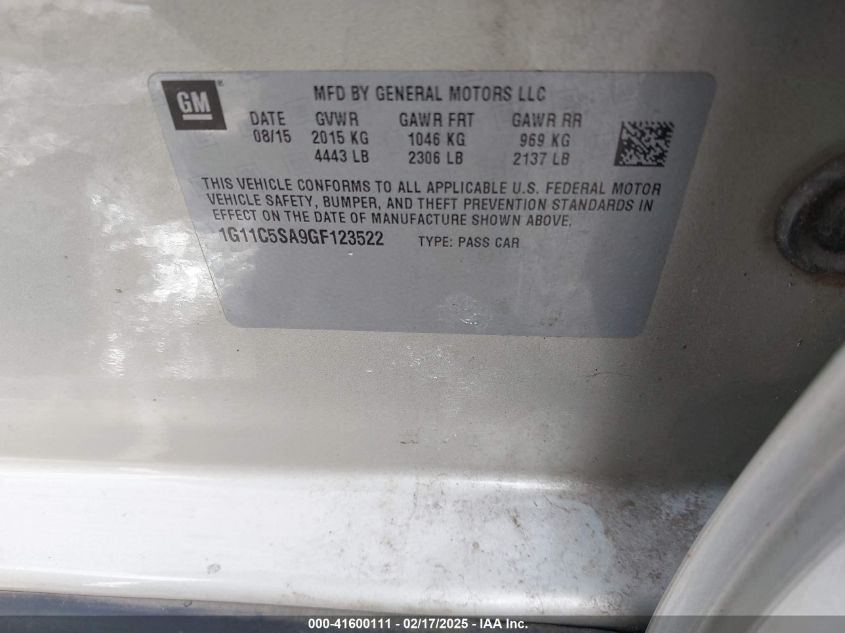 GM
MFD BY GENERAL MOTORS LLC
DATE GVWR GAWR FRT GAWR RR
08/15 2015 KG 1046 KG 969 KG
4443 LB 2306 LB 2137 LB
THIS VEHICLE CONFORMS TO ALL APPLICABLE U.S. FEDERAL MOTOR
VEHICLE SAFETY, BUMPER, AND THEFT PREVENTION STANDARDS IN
EFFECT ON THE DATE OF MANUFACTURE SHOWN ABOVE.
1G11C5SA9GF123522 TYPE: PASS CAR
000-41600111 - 02/17/2025 - IAA Inc.